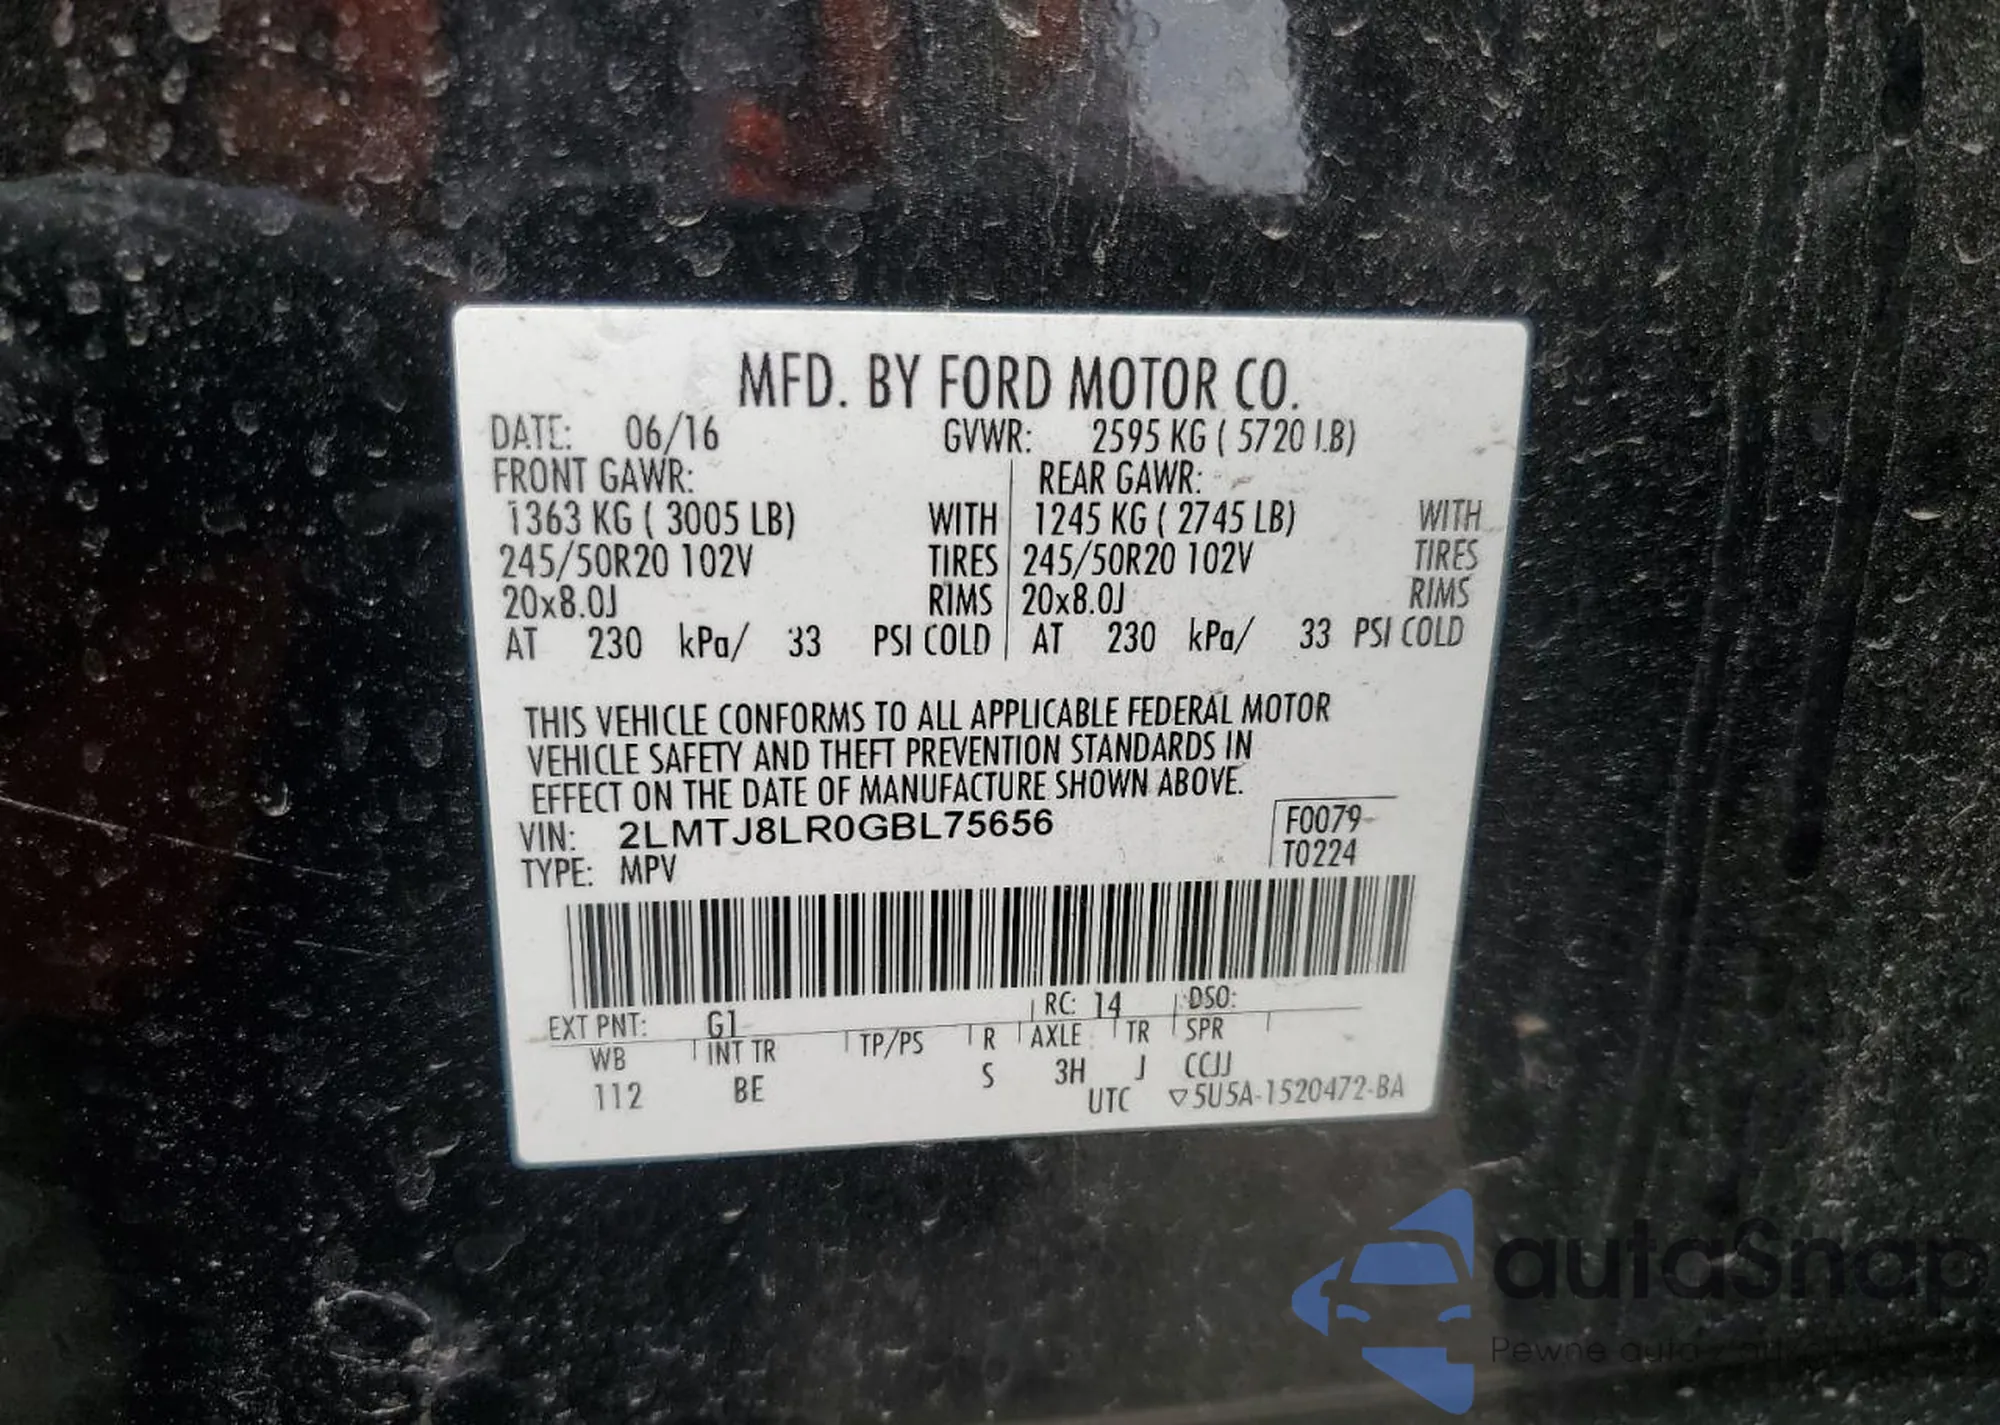 MFD. BY FORD MOTOR CO.
DATE: 06/16 GVWR: 2595 KG ( 5720 LB)
FRONT GAWR: REAR GAWR:
1363 KG ( 3005 LB) WITH 1245 KG ( 2745 LB) WITH
245/50R20 102V TIRES 245/50R20 102V TIRES
20x8.0J RIMS 20x8.0J RIMS
AT 230 kPa/ 33 PSI COLD AT 230 kPa/ 33 PSI COLD
THIS VEHICLE CONFORMS TO ALL APPLICABLE FEDERAL MOTOR
VEHICLE SAFETY AND THEFT PREVENTION STANDARDS IN
EFFECT ON THE DATE OF MANUFACTURE SHOWN ABOVE.
VIN: 2LMTJ8LR0GBL75656 F0079
TYPE: MPV T0224
EXT PNT: G1 RC: 14 DSO:
WB INT TR TP/PS R AXLE TR SPR
112 BE S 3H J CCJJ
UTC ▽5U5A-1520472-BA
autoSnap
Pewne auto z